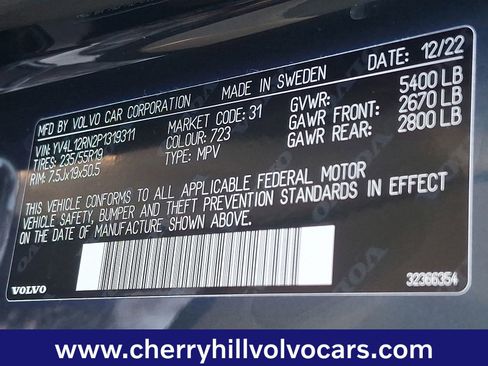 MFD BY VOLVO CAR CORPORATION MADE IN SWEDEN DATE: 12/22
VIN: YV4L12RN2P1319311 MARKET CODE: 31 GVWR: 5400 LB
TIRES: 235/55R19 COLOUR: 723 GAWR FRONT: 2670 LB
RIM: 7.5Jx19x50.5 TYPE: MPV GAWR REAR: 2800 LB
THIS VEHICLE CONFORMS TO ALL APPLICABLE FEDERAL MOTOR
VEHICLE SAFETY, BUMPER AND THEFT PREVENTION STANDARDS IN EFFECT
ON THE DATE OF MANUFACTURE SHOWN ABOVE.
VOLVO 32366354
www.cherryhillvolvocars.com